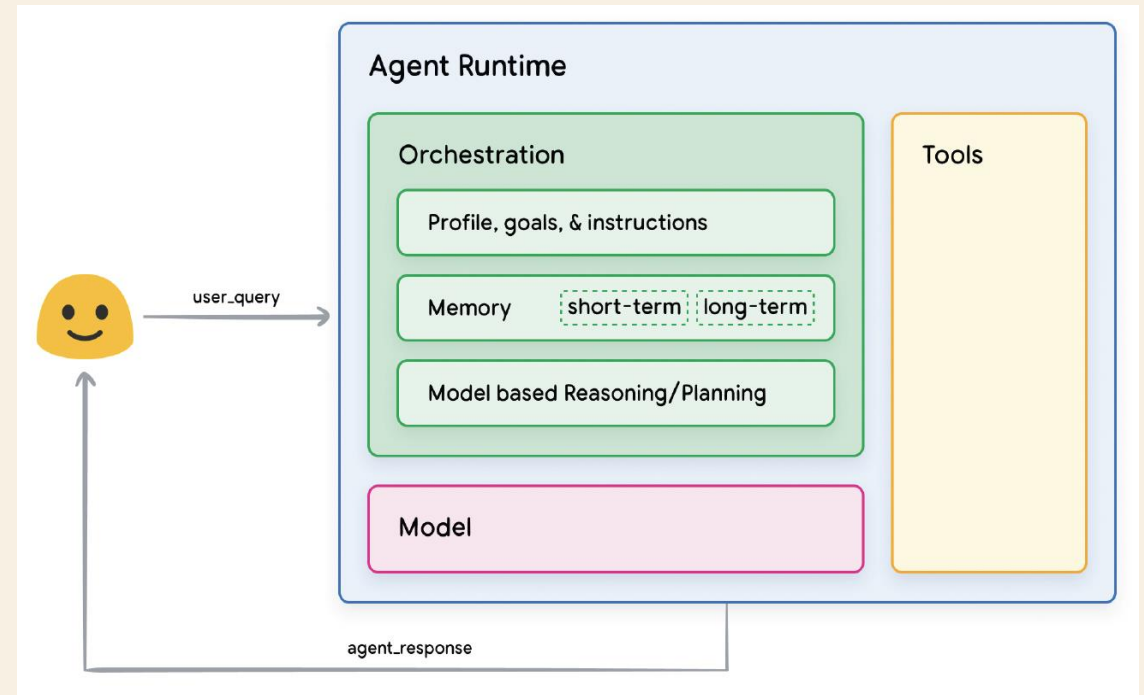 Agent Runtime
Orchestration
Tools
Profile, goals, & instructions
user_query
Memory short-term long-term
Model based Reasoning/Planning
Model
agent_response